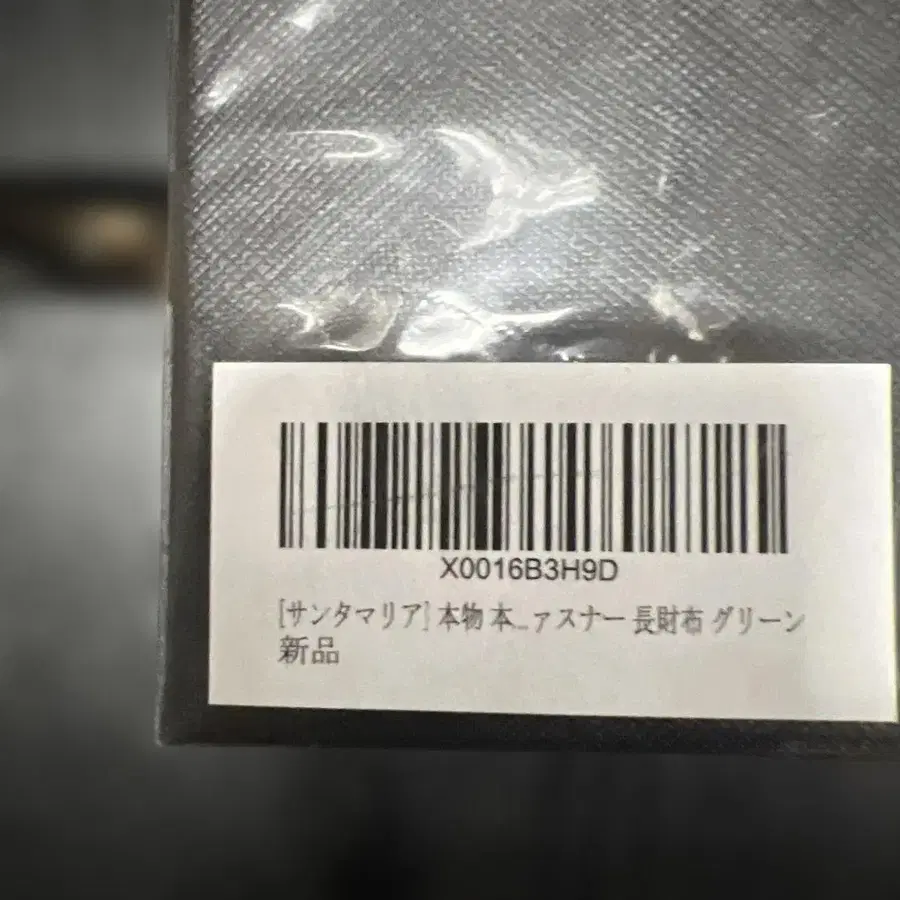 X0016B3H9D
[サンタマリア] 本物 本...ァスナー 長財布 グリーン
新品